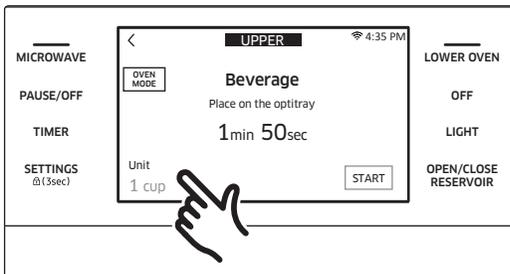 MICROWAVE
PAUSE/OFF
TIMER
SETTINGS
(3sec)
<
UPPER
4:35 PM
OVEN
MODE
Beverage
Place on the optitray
1min 50sec
Unit
1 cup
START
LOWER OVEN
OFF
LIGHT
OPEN/CLOSE
RESERVOIR